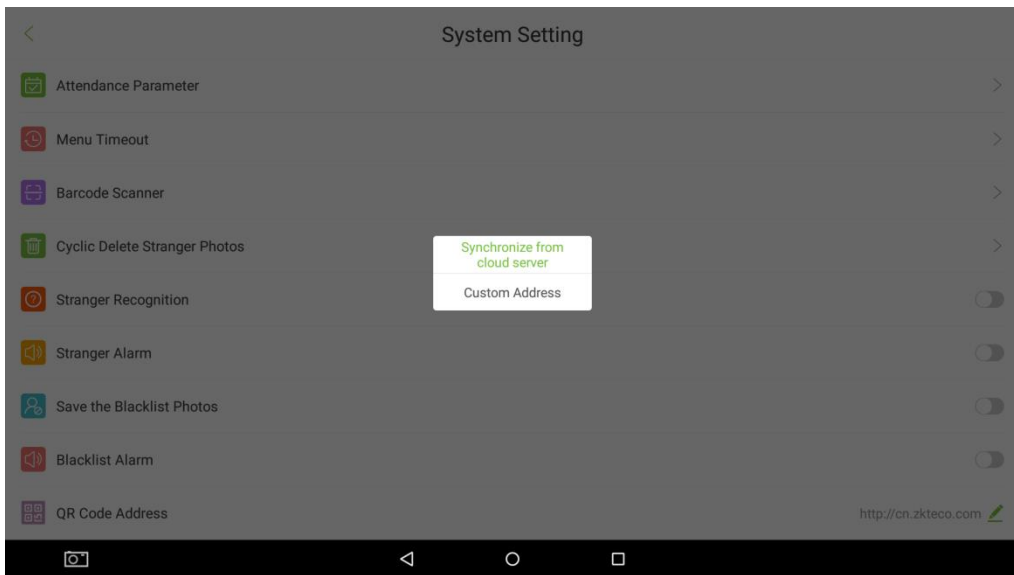 System Setting
Attendance Parameter
Menu Timeout
Barcode Scanner
Cyclic Delete Stranger Photos
Synchronize from
cloud server
Custom Address
Stranger Recognition
Stranger Alarm
Save the Blacklist Photos
Blacklist Alarm
QR Code Address http://cn.zkteco.com